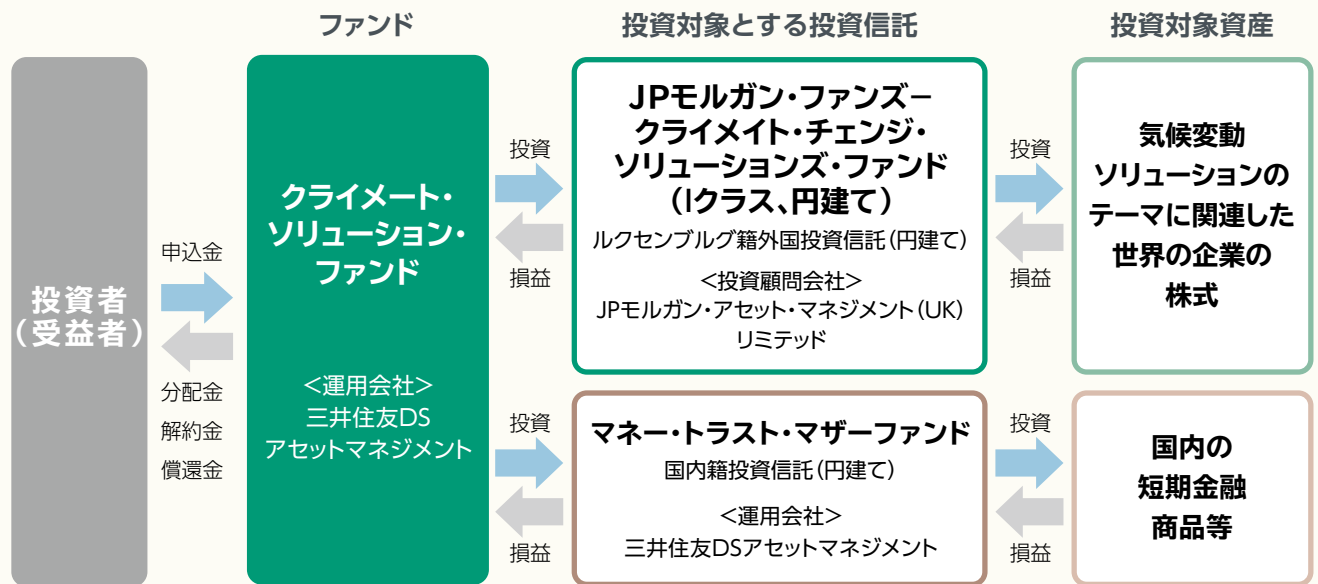 ファンド
投資対象とする投資信託
投資対象資産
投資者
（受益者）
申込金
分配金
解約金
償還金
クライメート・
ソリューション・
ファンド
＜運用会社＞
三井住友DS
アセットマネジメント
投資
損益
JPモルガン・ファンズー
クライメイト・チェンジ・
ソリューションズ・ファンド
（Iクラス、円建て）
ルクセンブルグ籍外国投資信託（円建て）
＜投資顧問会社＞
JPモルガン・アセット・マネジメント（UK）
リミテッド
投資
損益
気候変動
ソリューションの
テーマに関連した
世界の企業の
株式
投資
損益
マネー・トラスト・マザーファンド
国内籍投資信託（円建て）
＜運用会社＞
三井住友DSアセットマネジメント
投資
損益
国内の
短期金融
商品等